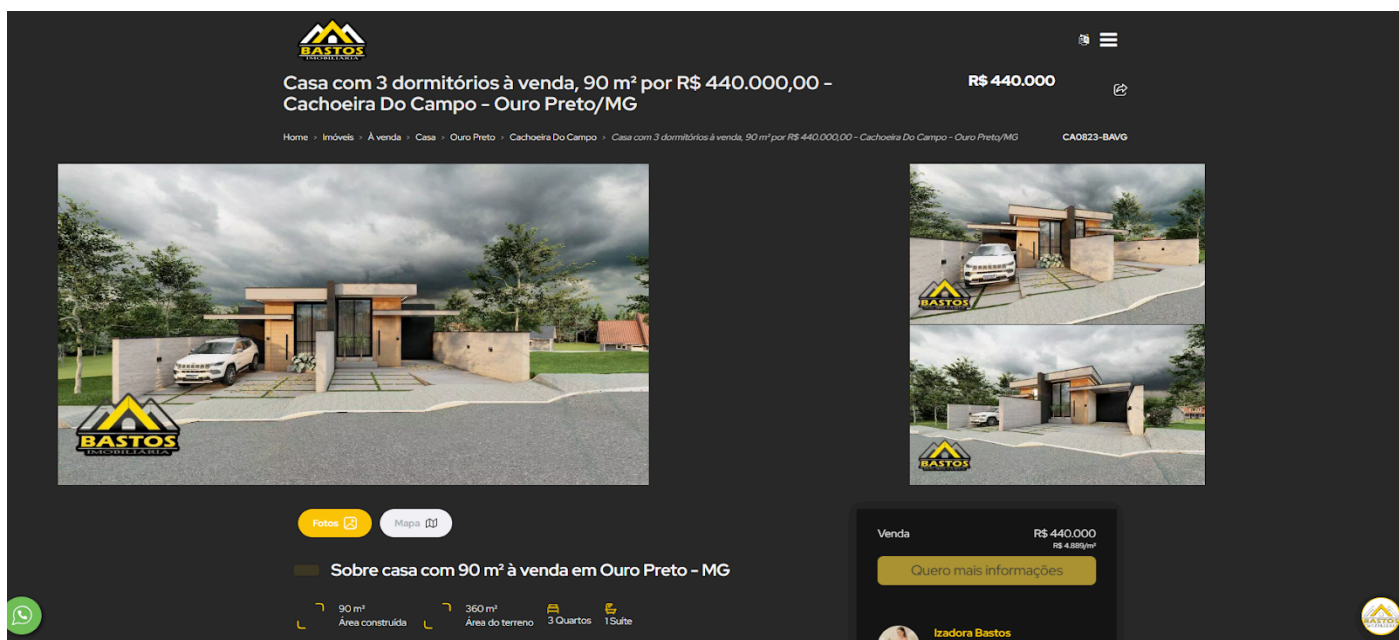 BASTOS
IMOBILIÁRIA
Casa com 3 dormitórios à venda, 90 m² por R$ 440.000,00 –
Cachoeira Do Campo - Ouro Preto/MG
R$ 440.000
Home > Imóveis > À venda > Casa > Ouro Preto > Cachoeira Do Campo > Casa com 3 dormitórios à venda, 90 m² por R$ 440.000,00 – Cachoeira Do Campo - Ouro Preto/MG
CA0823-BAVG
BASTOS
IMOBILIÁRIA
BASTOS
BASTOS
Fotos
Mapa
Sobre casa com 90 m² à venda em Ouro Preto - MG
90 m²
Área construída
360 m²
Área do terreno
3 Quartos
1 Suíte
Venda
R$ 440.000
R$ 4.889/m²
Quero mais informações
Izadora Bastos
BASTOS